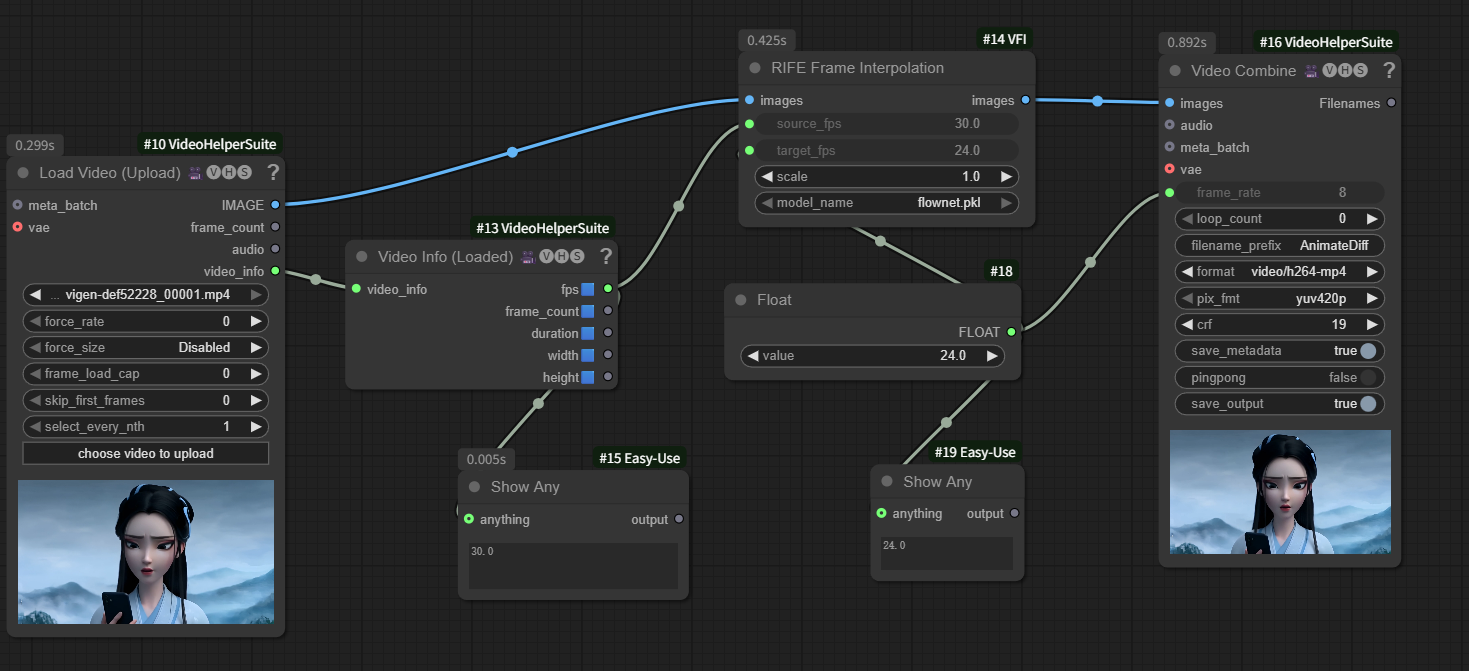 0.299s
#10 VideoHelperSuite
Load Video (Upload) V H S ?
meta_batch IMAGE
vae frame_count
audio
video_info
... vigen-def52228_00001.mp4
force_rate 0
force_size Disabled
frame_load_cap 0
skip_first_frames 0
select_every_nth 1
choose video to upload
#13 VideoHelperSuite
Video Info (Loaded) V H S ?
video_info fps
frame_count
duration
width
height
0.005s
#15 Easy-Use
Show Any
anything output
30.0
0.425s
#14 VFI
RIFE Frame Interpolation
images images
source_fps 30.0
target_fps 24.0
scale 1.0
model_name flownet.pkl
#18
Float
FLOAT
value 24.0
#19 Easy-Use
Show Any
anything output
24.0
0.892s
#16 VideoHelperSuite
Video Combine V H S ?
images Filenames
audio
meta_batch
vae
frame_rate 8
loop_count 0
filename_prefix AnimateDiff
format video/h264-mp4
pix_fmt yuv420p
crf 19
save_metadata true
pingpong false
save_output true